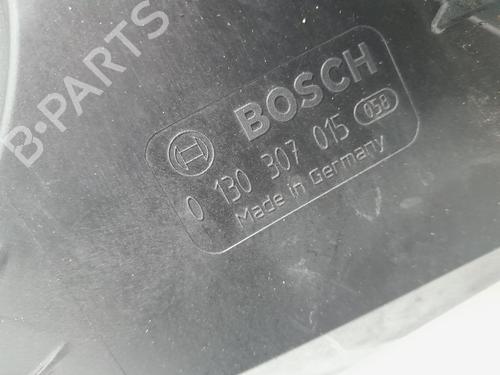 B-PARTS
BOSCH
0 130 307 015 058
Made in Germany